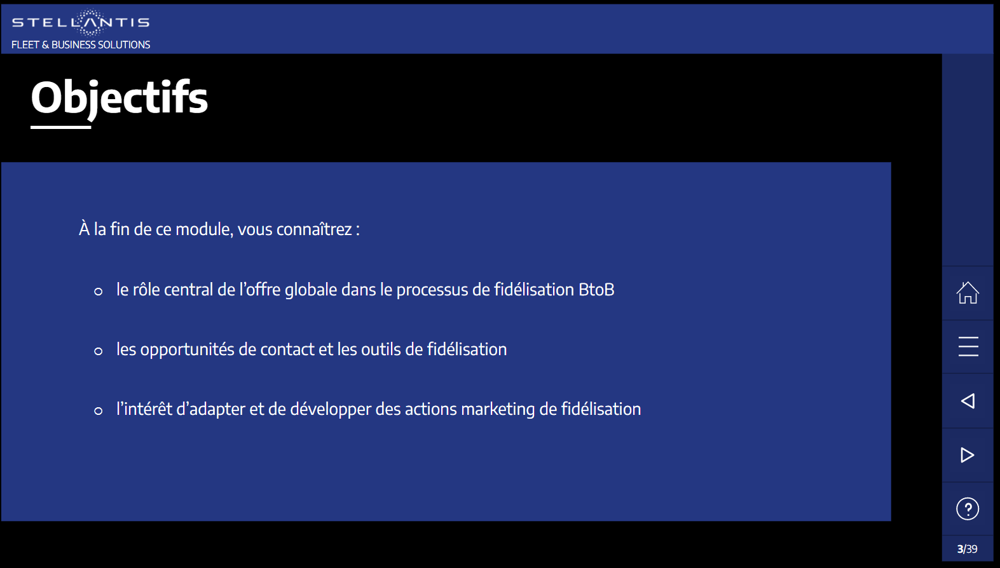 STELLANTIS
FLEET & BUSINESS SOLUTIONS
Objectifs
À la fin de ce module, vous connaîtrez :
le rôle central de l’offre globale dans le processus de fidélisation BtoB
les opportunités de contact et les outils de fidélisation
l’intérêt d’adapter et de développer des actions marketing de fidélisation
?
3/39